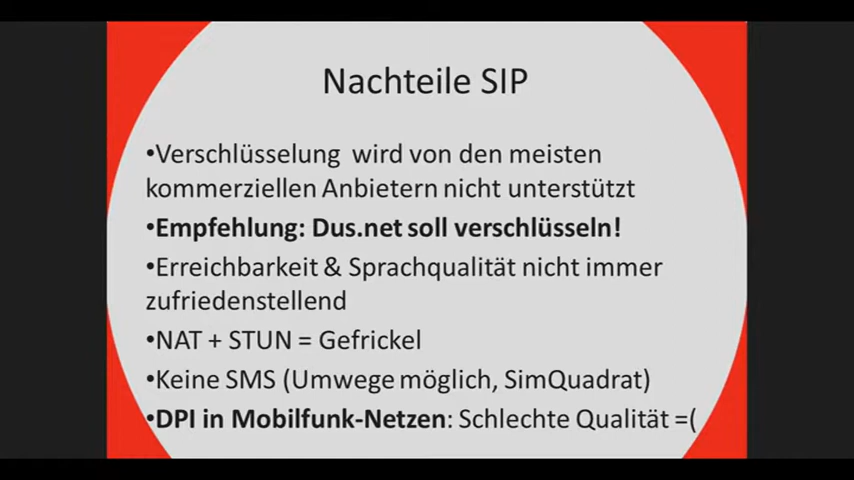 Nachteile SIP
•Verschlüsselung wird von den meisten
kommerziellen Anbietern nicht unterstützt
•Empfehlung: Dus.net soll verschlüsseln!
•Erreichbarkeit & Sprachqualität nicht immer
zufriedenstellend
•NAT + STUN = Gefrickel
•Keine SMS (Umwege möglich, SimQuadrat)
•DPI in Mobilfunk-Netzen: Schlechte Qualität =(